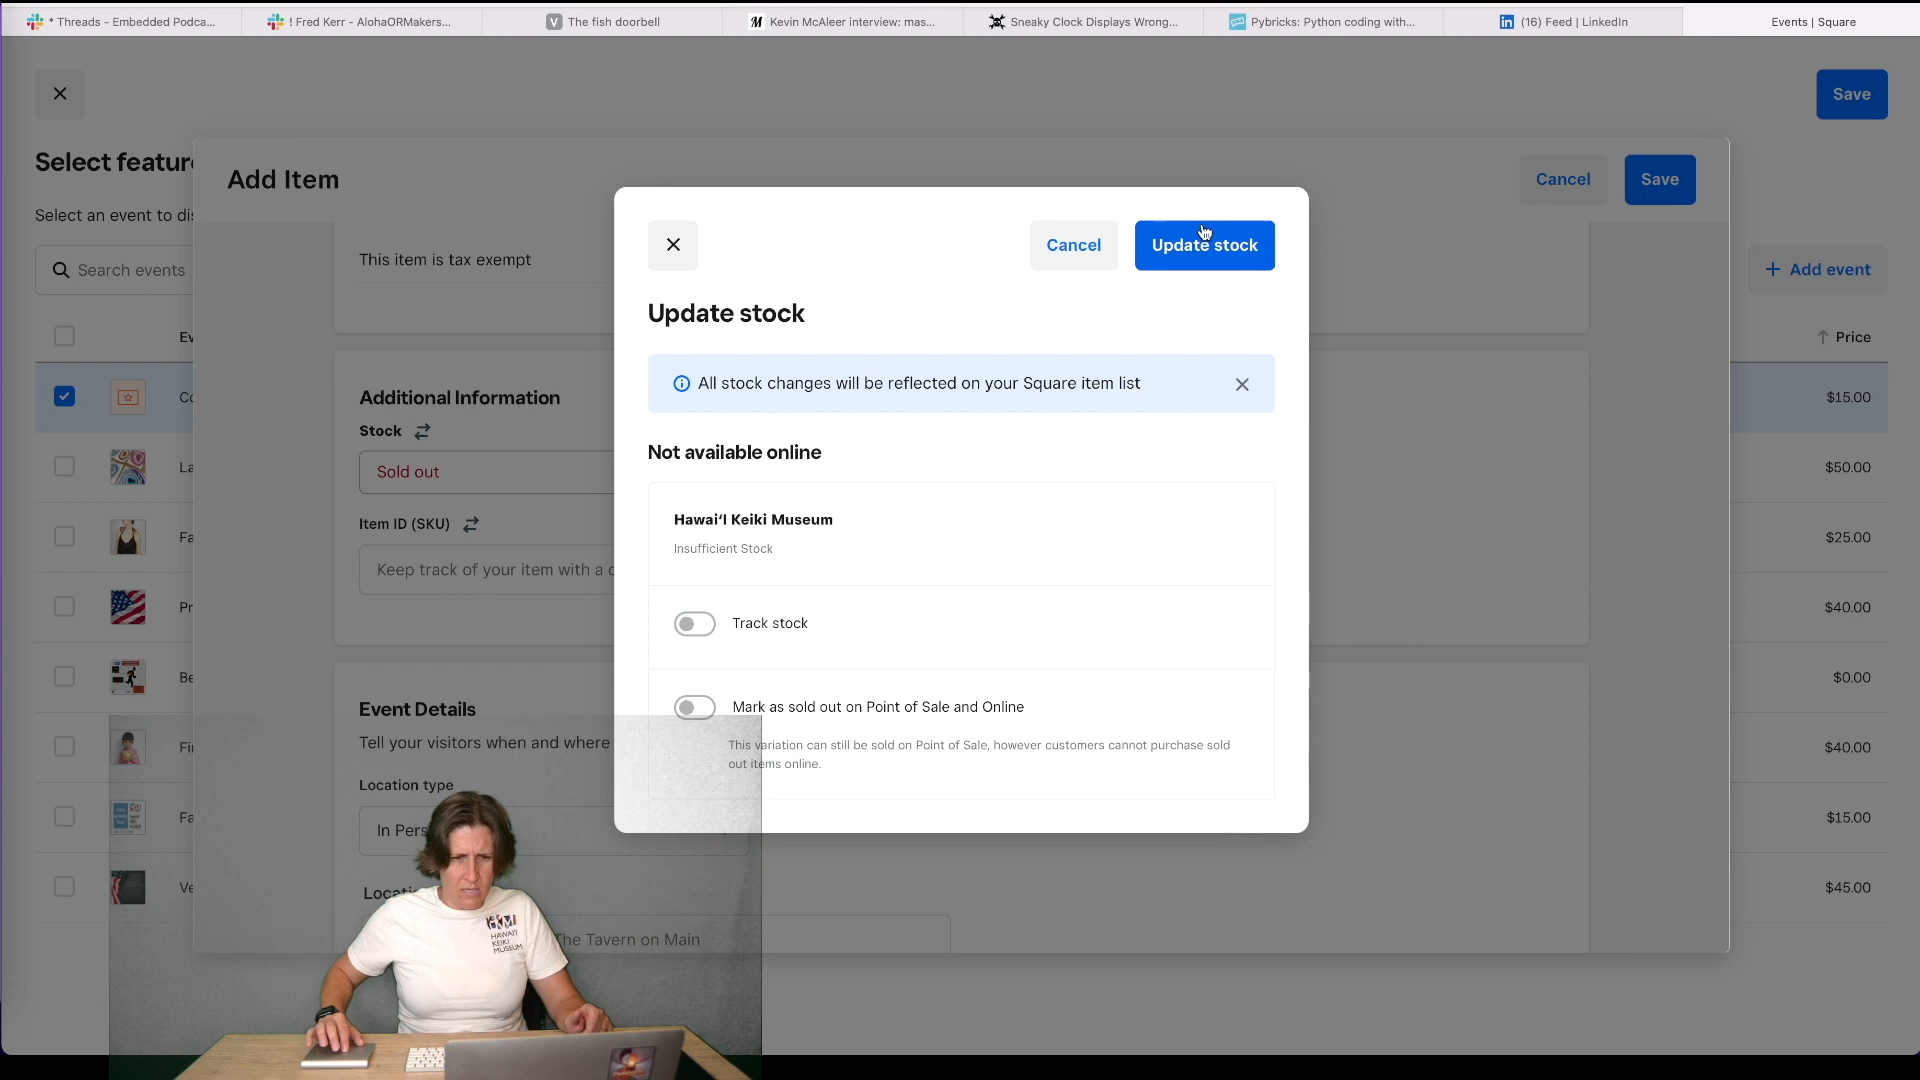 * Threads - Embedded Podca...
! Fred Kerr - AlohaORMakers...
V The fish doorbell
M Kevin McAleer interview: mas...
Sneaky Clock Displays Wrong...
Pybricks: Python coding with...
in (16) Feed | LinkedIn
Events | Square
Save
Select featur
Add Item
Cancel
Save
Select an event to di
Search events
This item is tax exempt
Cancel
Update stock
+ Add event
Update stock
Ev
↑ Price
All stock changes will be reflected on your Square item list
Co
Additional Information
$15.00
Stock
Not available online
La
Sold out
$50.00
Hawaiʻi Keiki Museum
Insufficient Stock
Item ID (SKU)
Fa
$25.00
Keep track of your item with a c
Pr
Track stock
$40.00
Be
$0.00
Event Details
Mark as sold out on Point of Sale and Online
Tell your visitors when and where
This variation can still be sold on Point of Sale, however customers cannot purchase sold
out items online.
Fi
$40.00
Location type
Fa
In Pers
$15.00
Locati
Ve
$45.00
HAWAIʻI
KEIKI
MUSEUM
The Tavern on Main